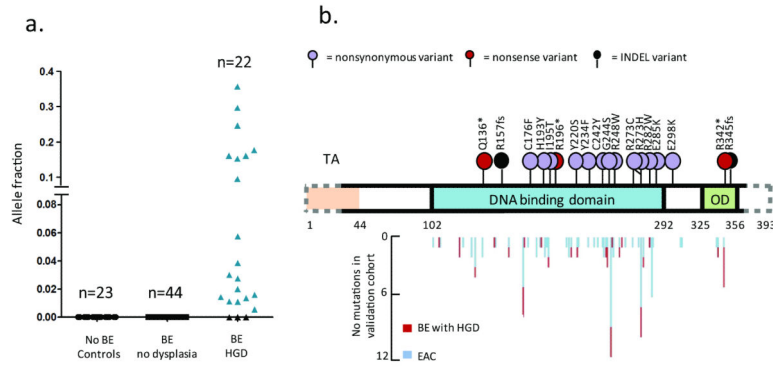 a.
n=22
0.4
0.3
0.2
0.1
0.08
0.06
0.04
0.02
0.00
Allele fraction
n=23
n=44
No BE
Controls
BE
no dysplasia
BE
HGD
b.
= nonsynonymous variant
= nonsense variant
= INDEL variant
Q136*
R157fs
C176F
H193Y
I195T
R196*
Y220S
Y234F
C242Y
G244S
R248W
R273C
R273H
R282W
E285K
E298K
R342*
R345fs
TA
DNA binding domain
OD
1
44
102
292
325
356
393
0
6
12
No mutations in
validation cohort
BE with HGD
EAC